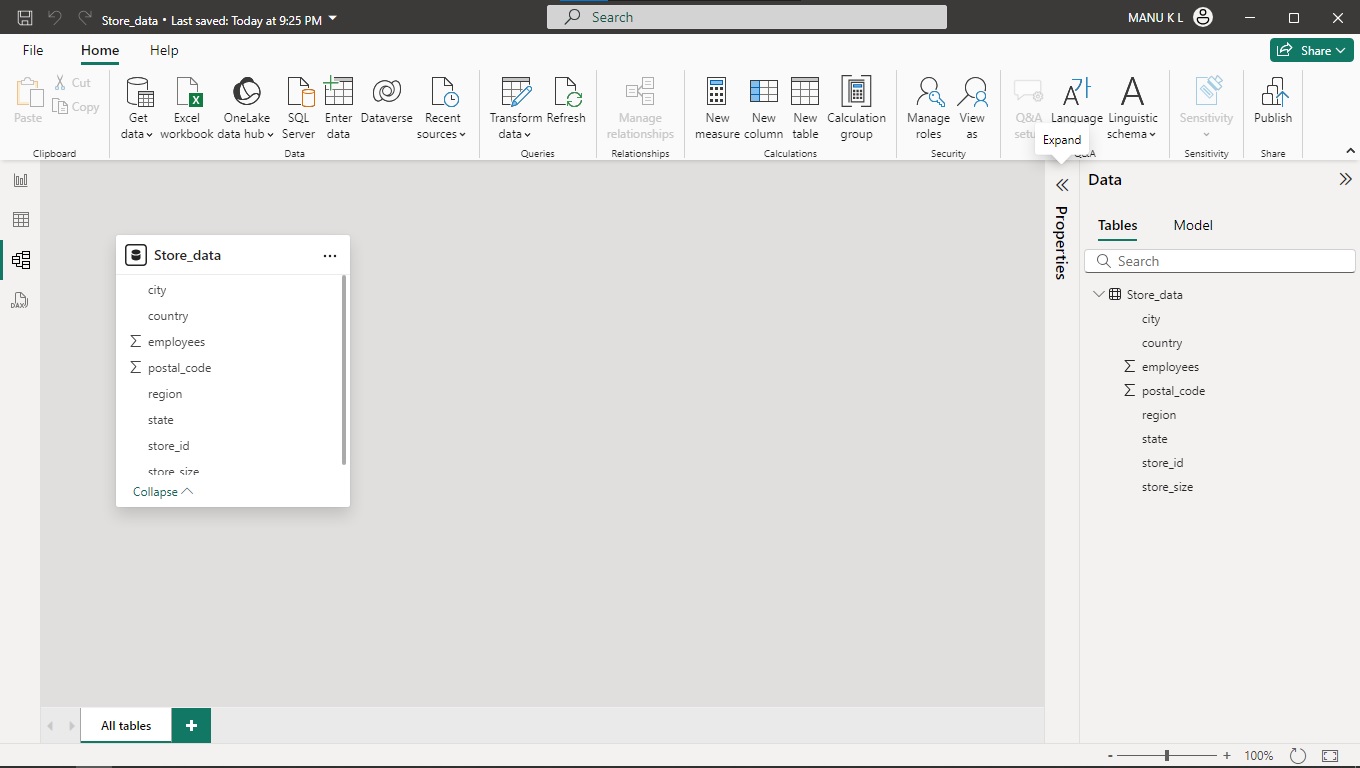 Store_data • Last saved: Today at 9:25 PM
Search
MANU K L
File
Home
Help
Share
Paste
Cut
Copy
Clipboard
Get data
Excel workbook
OneLake data hub
SQL Server
Enter data
Dataverse
Recent sources
Data
Transform data
Refresh
Queries
Manage relationships
Relationships
New measure
New column
New table
Calculation group
Calculations
Manage roles
View as
Security
Q&A
Language
Linguistic schema
Expand
Sensitivity
Sensitivity
Publish
Share
Store_data
city
country
employees
postal_code
region
state
store_id
store_size
Collapse
Properties
Data
Tables
Model
Search
Store_data
city
country
employees
postal_code
region
state
store_id
store_size
DAX
All tables
+
- + 100%